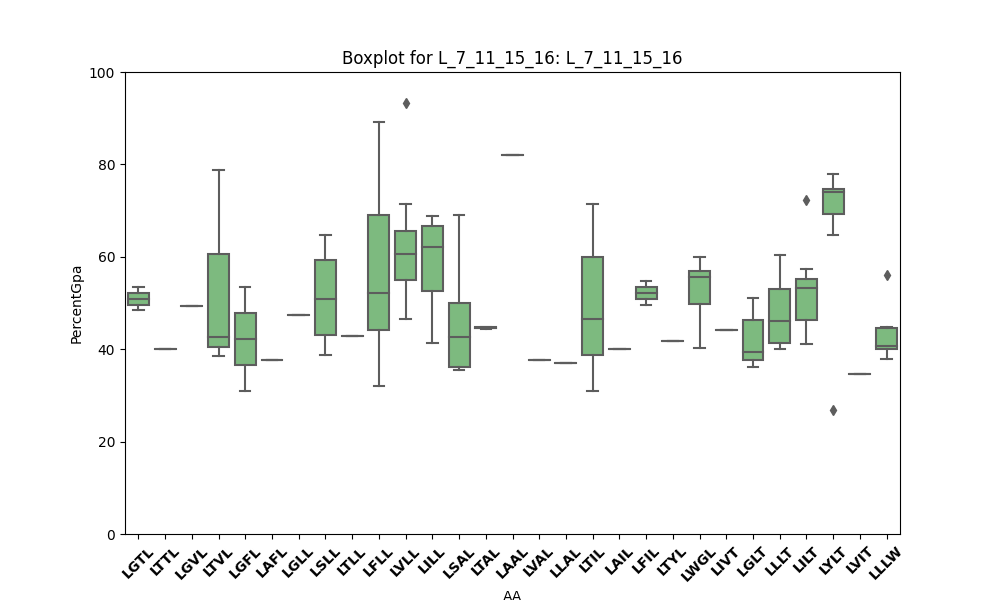 Boxplot for L_7_11_15_16: L_7_11_15_16
100
80
60
40
20
0
PercentGpa
LGTL LTTL LGVL LTVL LGFL LAFL LGLL LSLL LTLL LFLL LVLL LILL LSAL LTAL LAAL LVAL LLAL LTIL LAIL LFIL LTYL LWGL LIVT LGLT LLLT LILT LYLT LVIT LLLW
AA